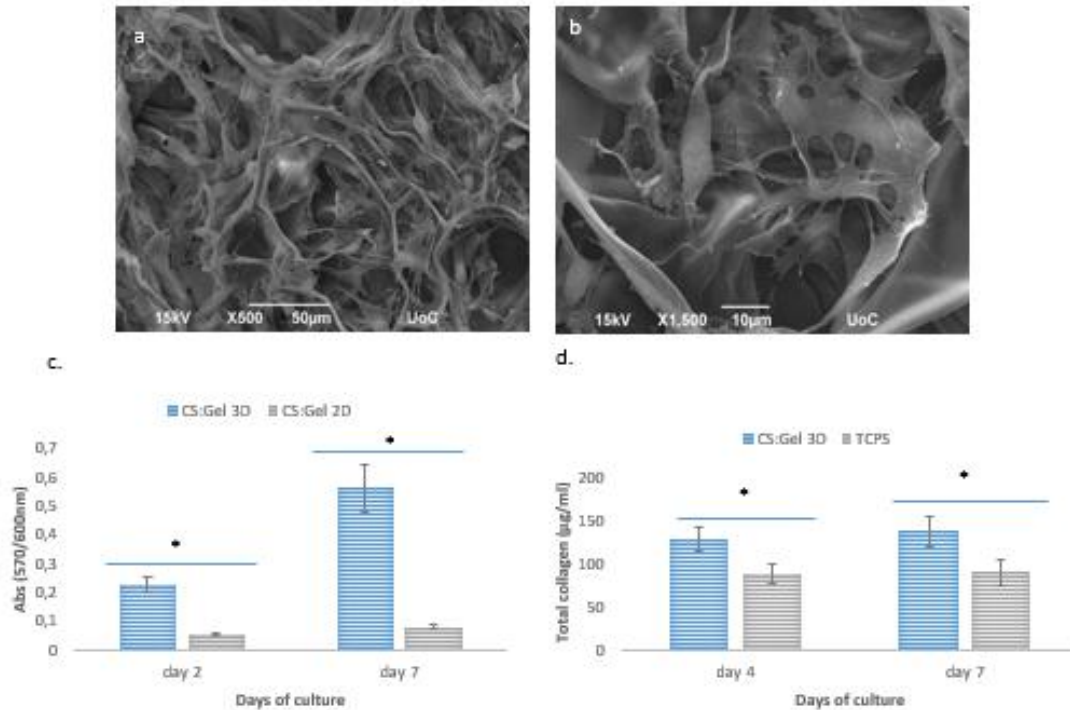 a
15kV X500 50µm UoC
b
15kV X1,500 10µm UoC
c.
CS:Gel 3D CS:Gel 2D
Abs (570/600nm)
0,7
0,6
0,5
0,4
0,3
0,2
0,1
0
*
*
day 2 day 7
Days of culture
d.
CS:Gel 3D TCPS
Total collagen (µg/ml)
200
150
100
50
0
*
*
day 4 day 7
Days of culture